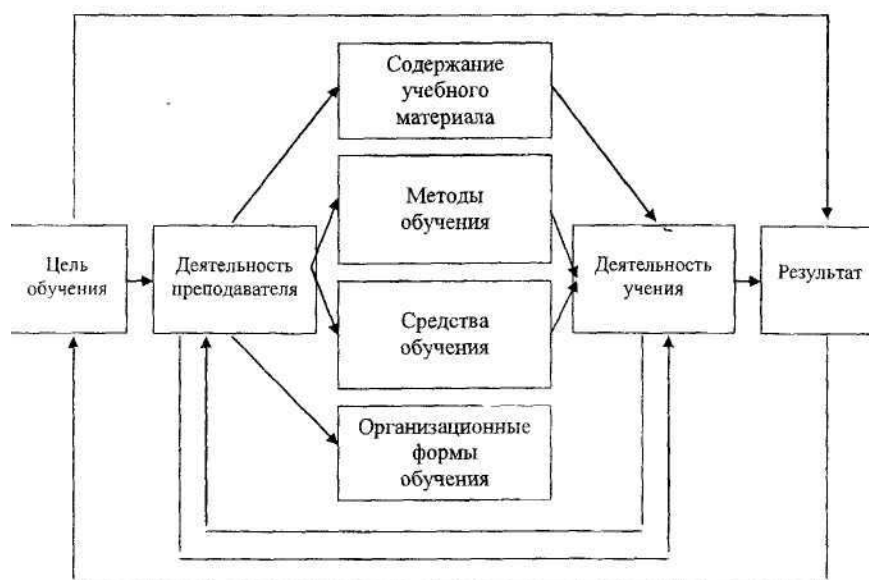 Содержание
учебного
материала
Методы
обучения
Цель
обучения
Деятельность
преподавателя
Деятельность
учения
Результат
Средства
обучения
Организационные
формы
обучения